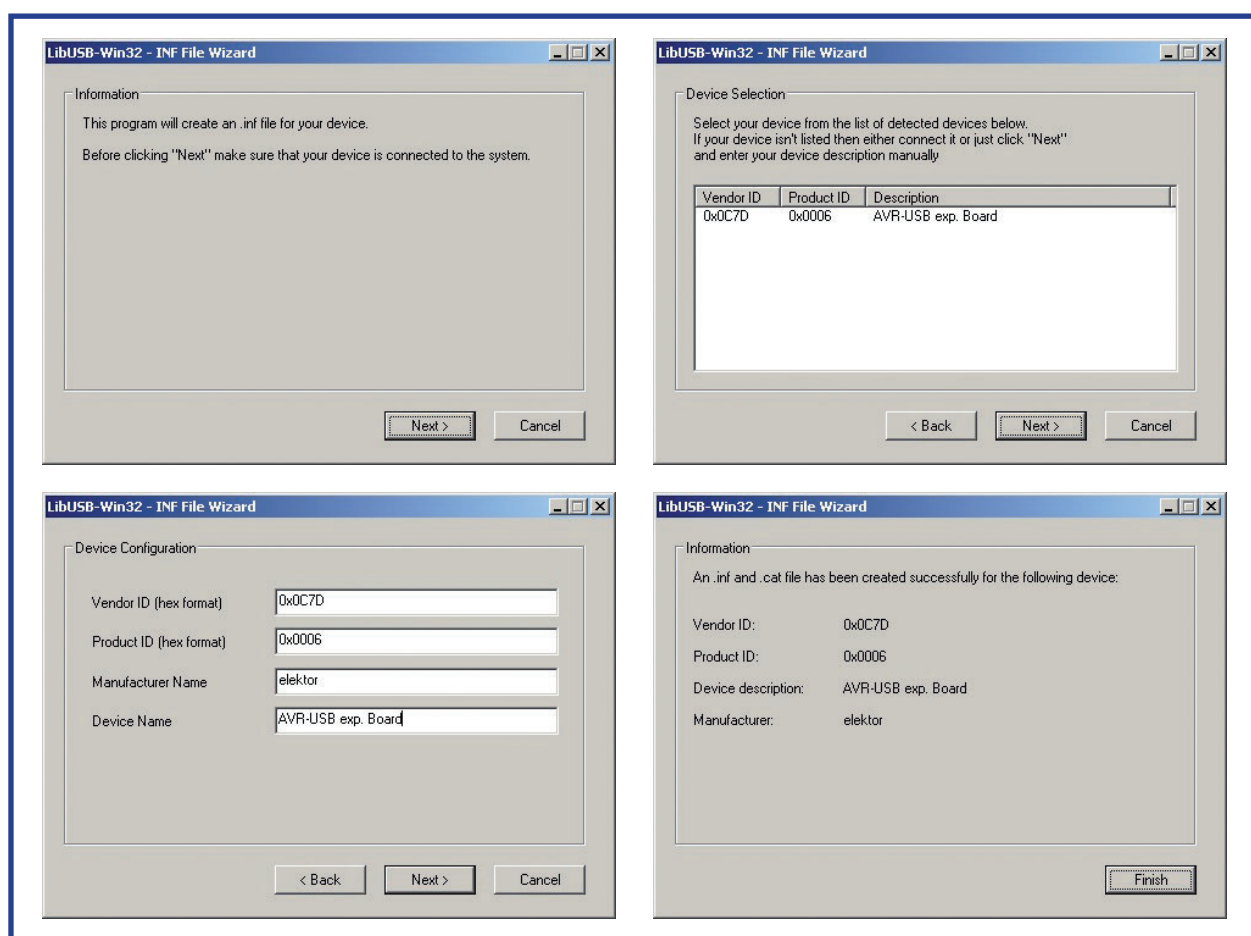 LibUSB-Win32 - INF File Wizard
Information
This program will create an .inf file for your device.
Before clicking "Next" make sure that your device is connected to the system.
Next >
Cancel
LibUSB-Win32 - INF File Wizard
Device Selection
Select your device from the list of detected devices below.
If your device isn't listed then either connect it or just click "Next"
and enter your device description manually
Vendor ID Product ID Description
0x0C7D 0x0006 AVR-USB exp. Board
< Back Next > Cancel
LibUSB-Win32 - INF File Wizard
Device Configuration
Vendor ID (hex format) 0x0C7D
Product ID (hex format) 0x0006
Manufacturer Name elektor
Device Name AVR-USB exp. Board
< Back Next > Cancel
LibUSB-Win32 - INF File Wizard
Information
An .inf and .cat file has been created successfully for the following device:
Vendor ID: 0x0C7D
Product ID: 0x0006
Device description: AVR-USB exp. Board
Manufacturer: elektor
Finish